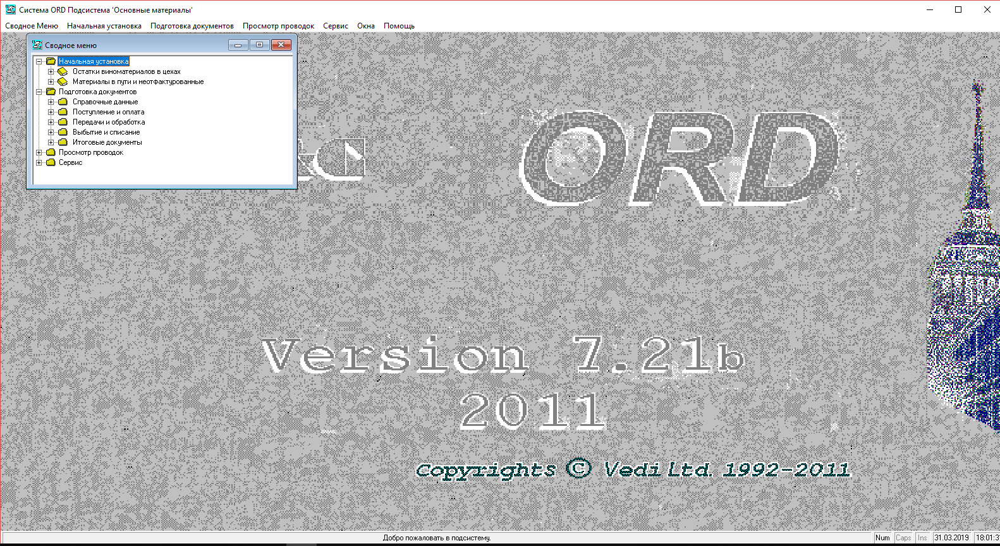 Система ORD Подсистема 'Основные материалы'
Сводное Меню Начальная установка Подготовка документов Просмотр проводок Сервис Окна Помощь
Сводное меню
Начальная установка
Остатки виноматериалов в цехах
Материалы в пути и неотфактурованные
Подготовка документов
Справочные данные
Поступление и оплата
Передачи и обработка
Выбытие и списание
Итоговые документы
Просмотр проводок
Сервис
ORD
Version 7.21b
2011
Copyrights © Vedi Ltd. 1992-2011
Добро пожаловать в подсистему. Num Caps Ins 31.03.2019 18:01:3